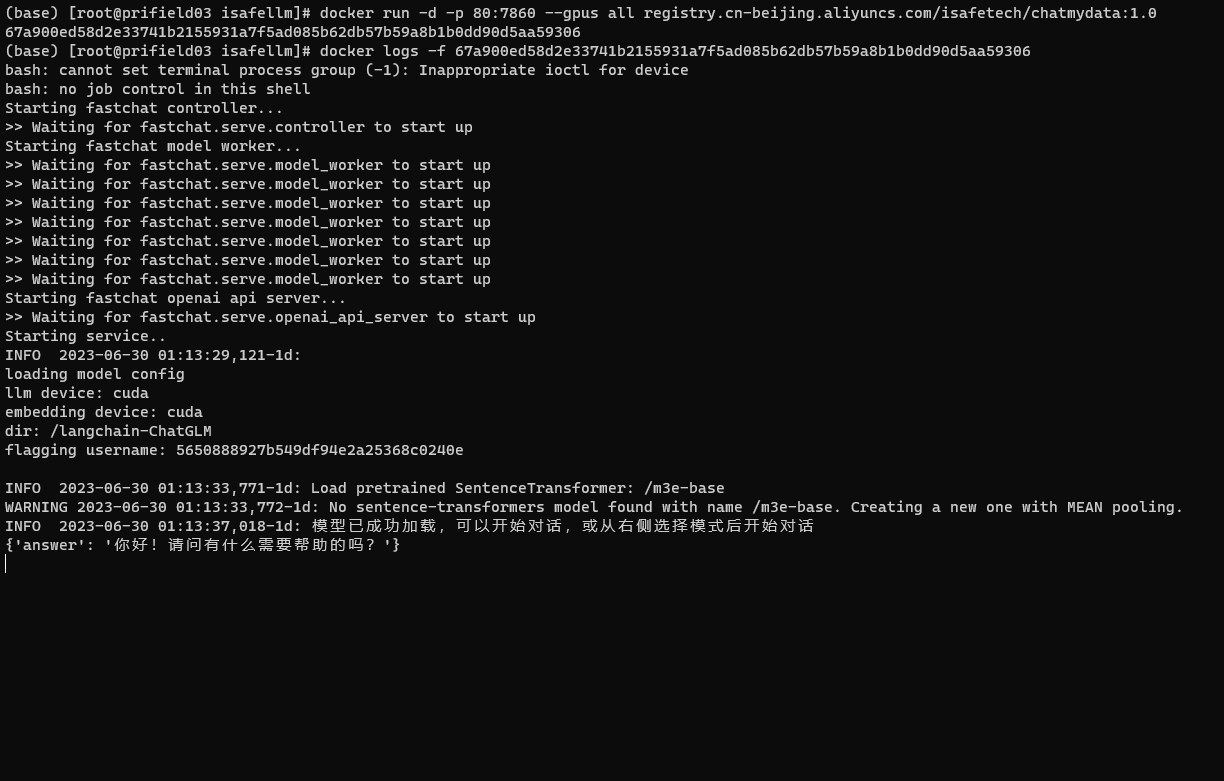 (base) [root@prifield03 isafellm]# docker run -d -p 80:7860 --gpus all registry.cn-beijing.aliyuncs.com/isafetech/chatmydata:1.0
67a900ed58d2e33741b2155931a7f5ad085b62db57b59a8b1b0dd90d5aa59306
(base) [root@prifield03 isafellm]# docker logs -f 67a900ed58d2e33741b2155931a7f5ad085b62db57b59a8b1b0dd90d5aa59306
bash: cannot set terminal process group (-1): Inappropriate ioctl for device
bash: no job control in this shell
Starting fastchat controller...
>> Waiting for fastchat.serve.controller to start up
Starting fastchat model worker...
>> Waiting for fastchat.serve.model_worker to start up
>> Waiting for fastchat.serve.model_worker to start up
>> Waiting for fastchat.serve.model_worker to start up
>> Waiting for fastchat.serve.model_worker to start up
>> Waiting for fastchat.serve.model_worker to start up
>> Waiting for fastchat.serve.model_worker to start up
>> Waiting for fastchat.serve.model_worker to start up
Starting fastchat openai api server...
>> Waiting for fastchat.serve.openai_api_server to start up
Starting service..
INFO  2023-06-30 01:13:29,121-1d:
loading model config
llm device: cuda
embedding device: cuda
dir: /langchain-ChatGLM
flagging username: 5650888927b549df94e2a25368c0240e
INFO  2023-06-30 01:13:33,771-1d: Load pretrained SentenceTransformer: /m3e-base
WARNING 2023-06-30 01:13:33,772-1d: No sentence-transformers model found with name /m3e-base. Creating a new one with MEAN pooling.
INFO  2023-06-30 01:13:37,018-1d: 模型已成功加载，可以开始对话，或从右侧选择模式后开始对话
{'answer': '你好！请问有什么需要帮助的吗？'}